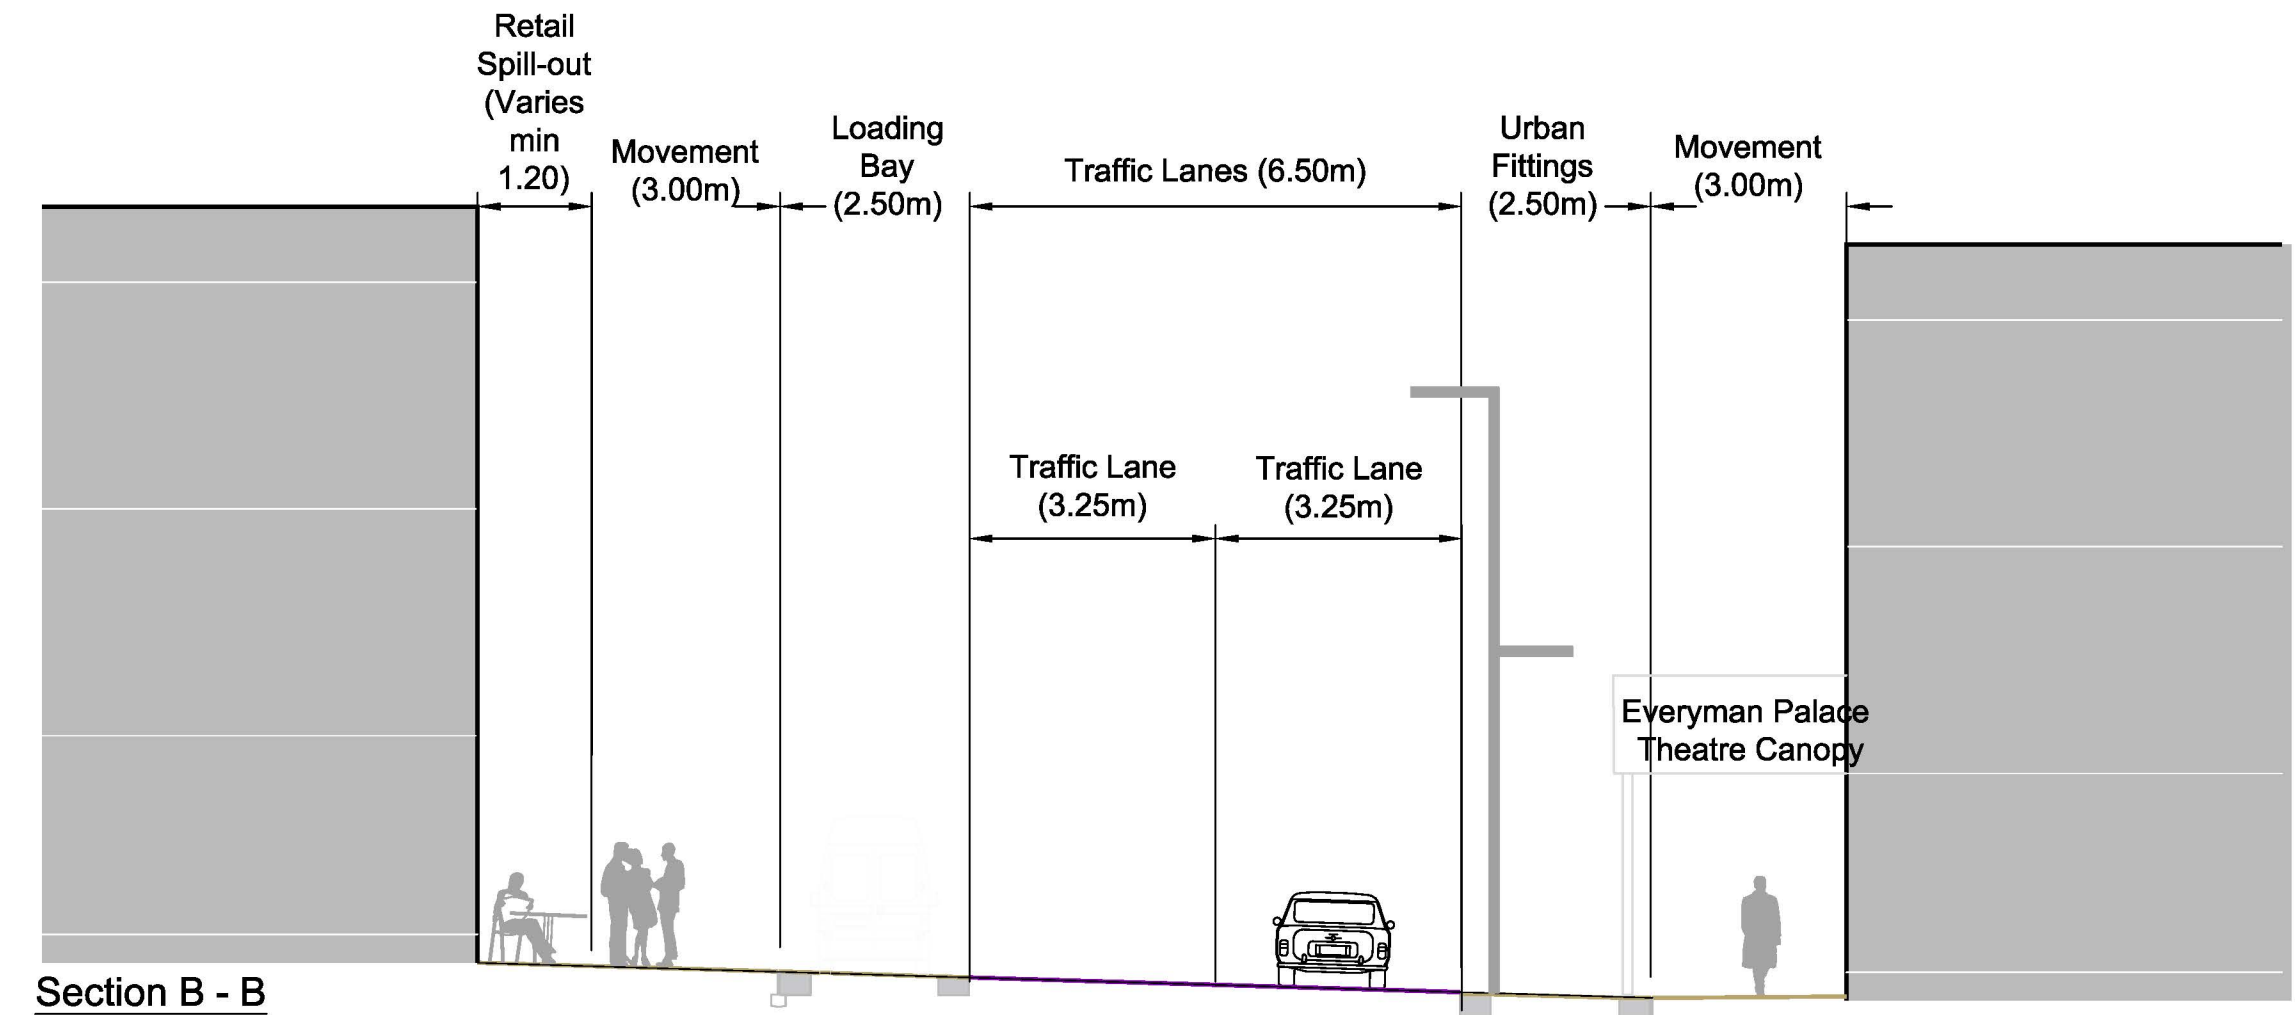 Retail
Spill-out
(Varies
min
1.20)
Movement
(3.00m)
Loading
Bay
(2.50m)
Traffic Lanes (6.50m)
Urban
Fittings
(2.50m)
Movement
(3.00m)
Traffic Lane
(3.25m)
Traffic Lane
(3.25m)
Everyman Palace
Theatre Canopy
Section B - B